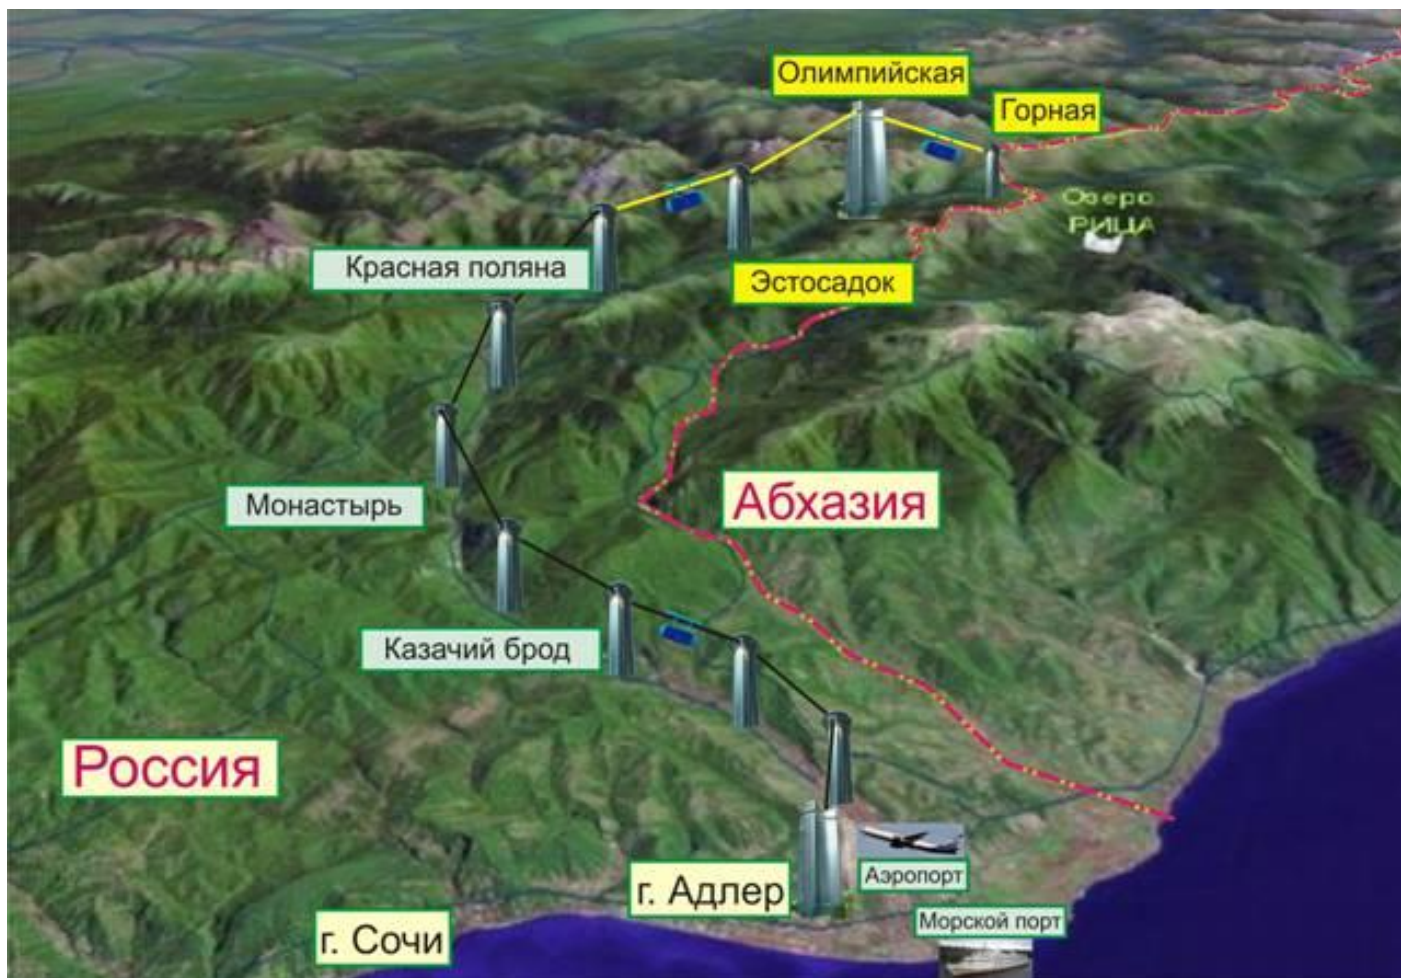 Олимпийская
Горная
Озеро
РИЦА
Красная поляна
Эстосадок
Монастырь
Абхазия
Казачий брод
Россия
Аэропорт
г. Адлер
Морской порт
г. Сочи